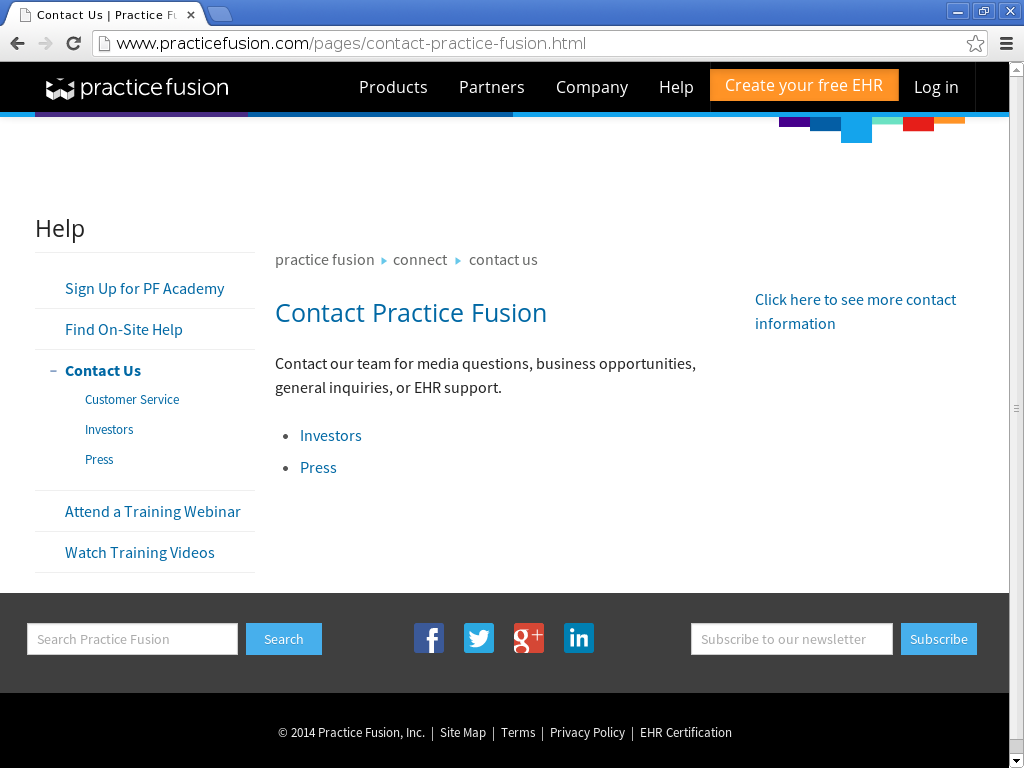 Contact Us | Practice Fu
www.practicefusion.com/pages/contact-practice-fusion.html
practice fusion
Products
Partners
Company
Help
Create your free EHR
Log in
Help
Sign Up for PF Academy
Find On-Site Help
– Contact Us
Customer Service
Investors
Press
Attend a Training Webinar
Watch Training Videos
practice fusion
connect
contact us
Contact Practice Fusion
Contact our team for media questions, business opportunities,
general inquiries, or EHR support.
• Investors
• Press
Click here to see more contact
information
Search Practice Fusion
Search
f
g+
in
Subscribe to our newsletter
Subscribe
© 2014 Practice Fusion, Inc. | Site Map | Terms | Privacy Policy | EHR Certification